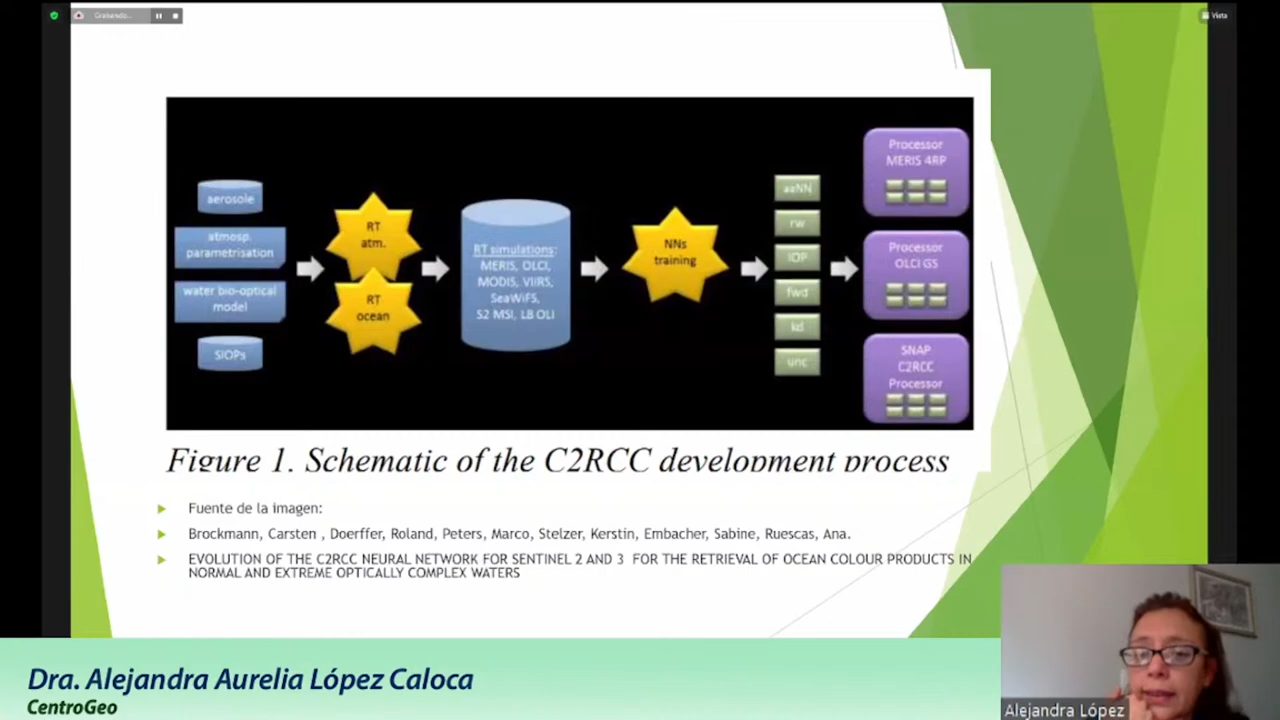 Grabando...
Vista
aerosole
atmosp.
parametrisation
water bio-optical
model
SIOPs
RT
atm.
RT
ocean
RT simulations:
MERIS, OLCI,
MODIS, VIIRS,
SeaWiFS,
S2 MSI, L8 OLI
NNs
training
aaNN
rw
IOP
fwd
kd
unc
Processor
MERIS 4RP
Processor
OLCI GS
SNAP
C2RCC
Processor
Figure 1. Schematic of the C2RCC development process
Fuente de la imagen:
Brockmann, Carsten , Doerffer, Roland, Peters, Marco, Stelzer, Kerstin, Embacher, Sabine, Ruescas, Ana.
EVOLUTION OF THE C2RCC NEURAL NETWORK FOR SENTINEL 2 AND 3 FOR THE RETRIEVAL OF OCEAN COLOUR PRODUCTS IN
NORMAL AND EXTREME OPTICALLY COMPLEX WATERS
Dra. Alejandra Aurelia López Caloca
CentroGeo
Alejandra López